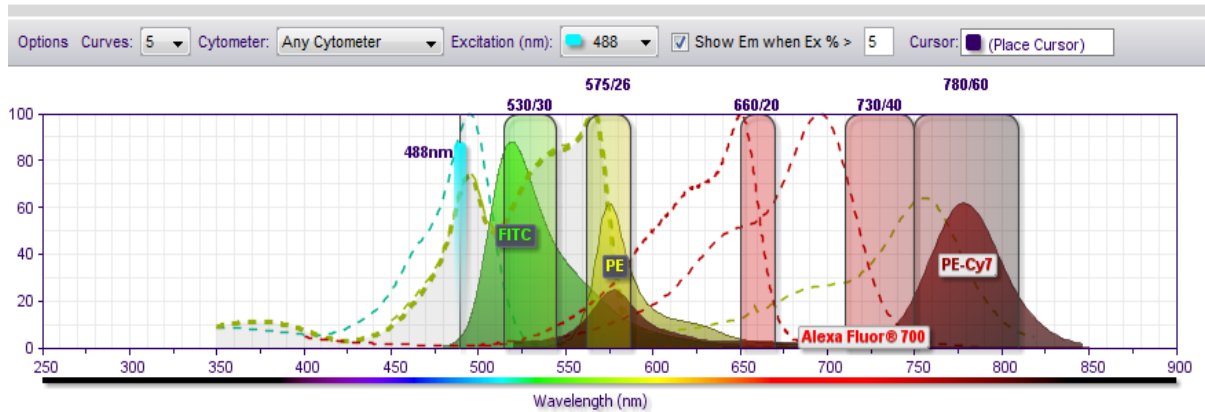 Options Curves: 5 Cytometer: Any Cytometer Excitation (nm): 488 Show Em when Ex % > 5 Cursor: (Place Cursor)
575/26 780/60
530/30 660/20 730/40
100
80
60
40
20
0
488nm
FITC
PE
PE-Cy7
Alexa Fluor® 700
250 300 350 400 450 500 550 600 650 700 750 800 850 900
Wavelength (nm)